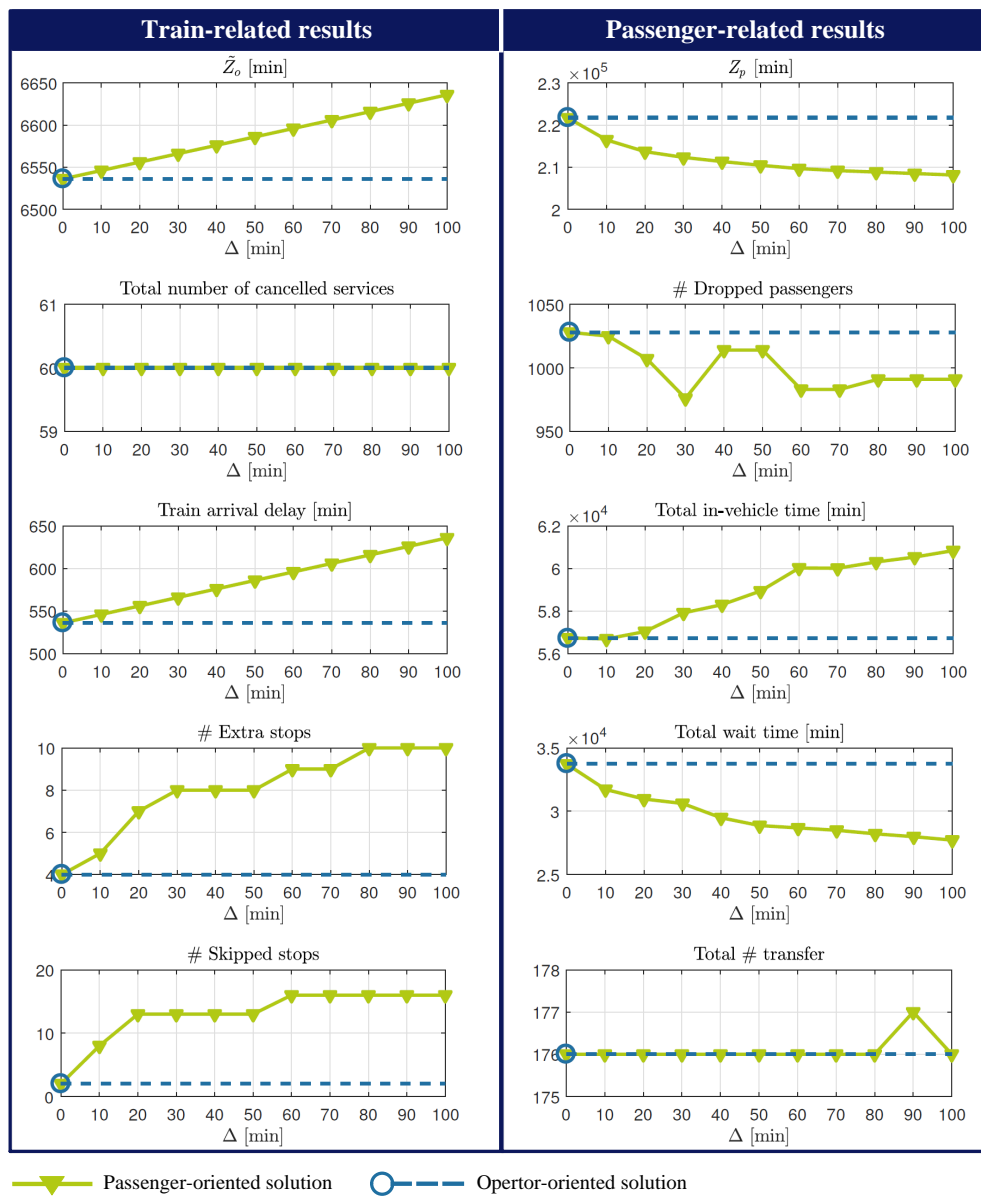 Train-related results
Z̃ₒ [min]
6650
6600
6550
6500
0 10 20 30 40 50 60 70 80 90 100
Δ [min]
Total number of cancelled services
61
60
59
0 10 20 30 40 50 60 70 80 90 100
Δ [min]
Train arrival delay [min]
650
600
550
500
0 10 20 30 40 50 60 70 80 90 100
Δ [min]
# Extra stops
10
8
6
4
0 10 20 30 40 50 60 70 80 90 100
Δ [min]
# Skipped stops
20
10
0
0 10 20 30 40 50 60 70 80 90 100
Δ [min]
Passenger-related results
Zₚ [min]
×10⁵
2.3
2.2
2.1
2
0 10 20 30 40 50 60 70 80 90 100
Δ [min]
# Dropped passengers
1050
1000
950
0 10 20 30 40 50 60 70 80 90 100
Δ [min]
Total in-vehicle time [min]
×10⁴
6.2
6
5.8
5.6
0 10 20 30 40 50 60 70 80 90 100
Δ [min]
Total wait time [min]
×10⁴
3.5
3
2.5
0 10 20 30 40 50 60 70 80 90 100
Δ [min]
Total # transfer
178
177
176
175
0 10 20 30 40 50 60 70 80 90 100
Δ [min]
Passenger-oriented solution
Opertor-oriented solution